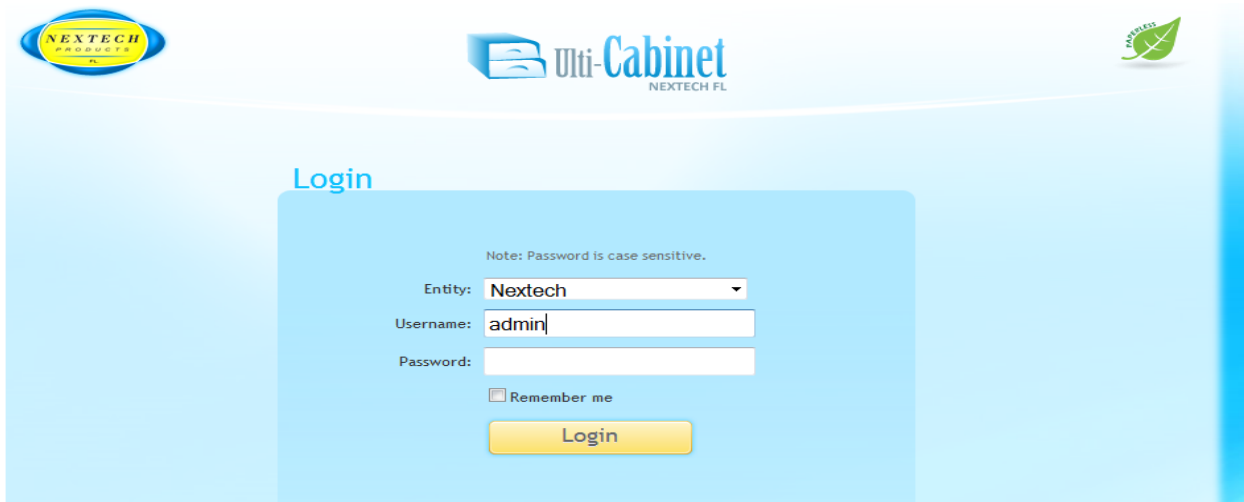 NEXTECH
PRODUCTS
FL.
Ulti-Cabinet
NEXTECH FL
PAPERLESS
Login
Note: Password is case sensitive.
Entity: Nextech
Username: admin
Password:
Remember me
Login